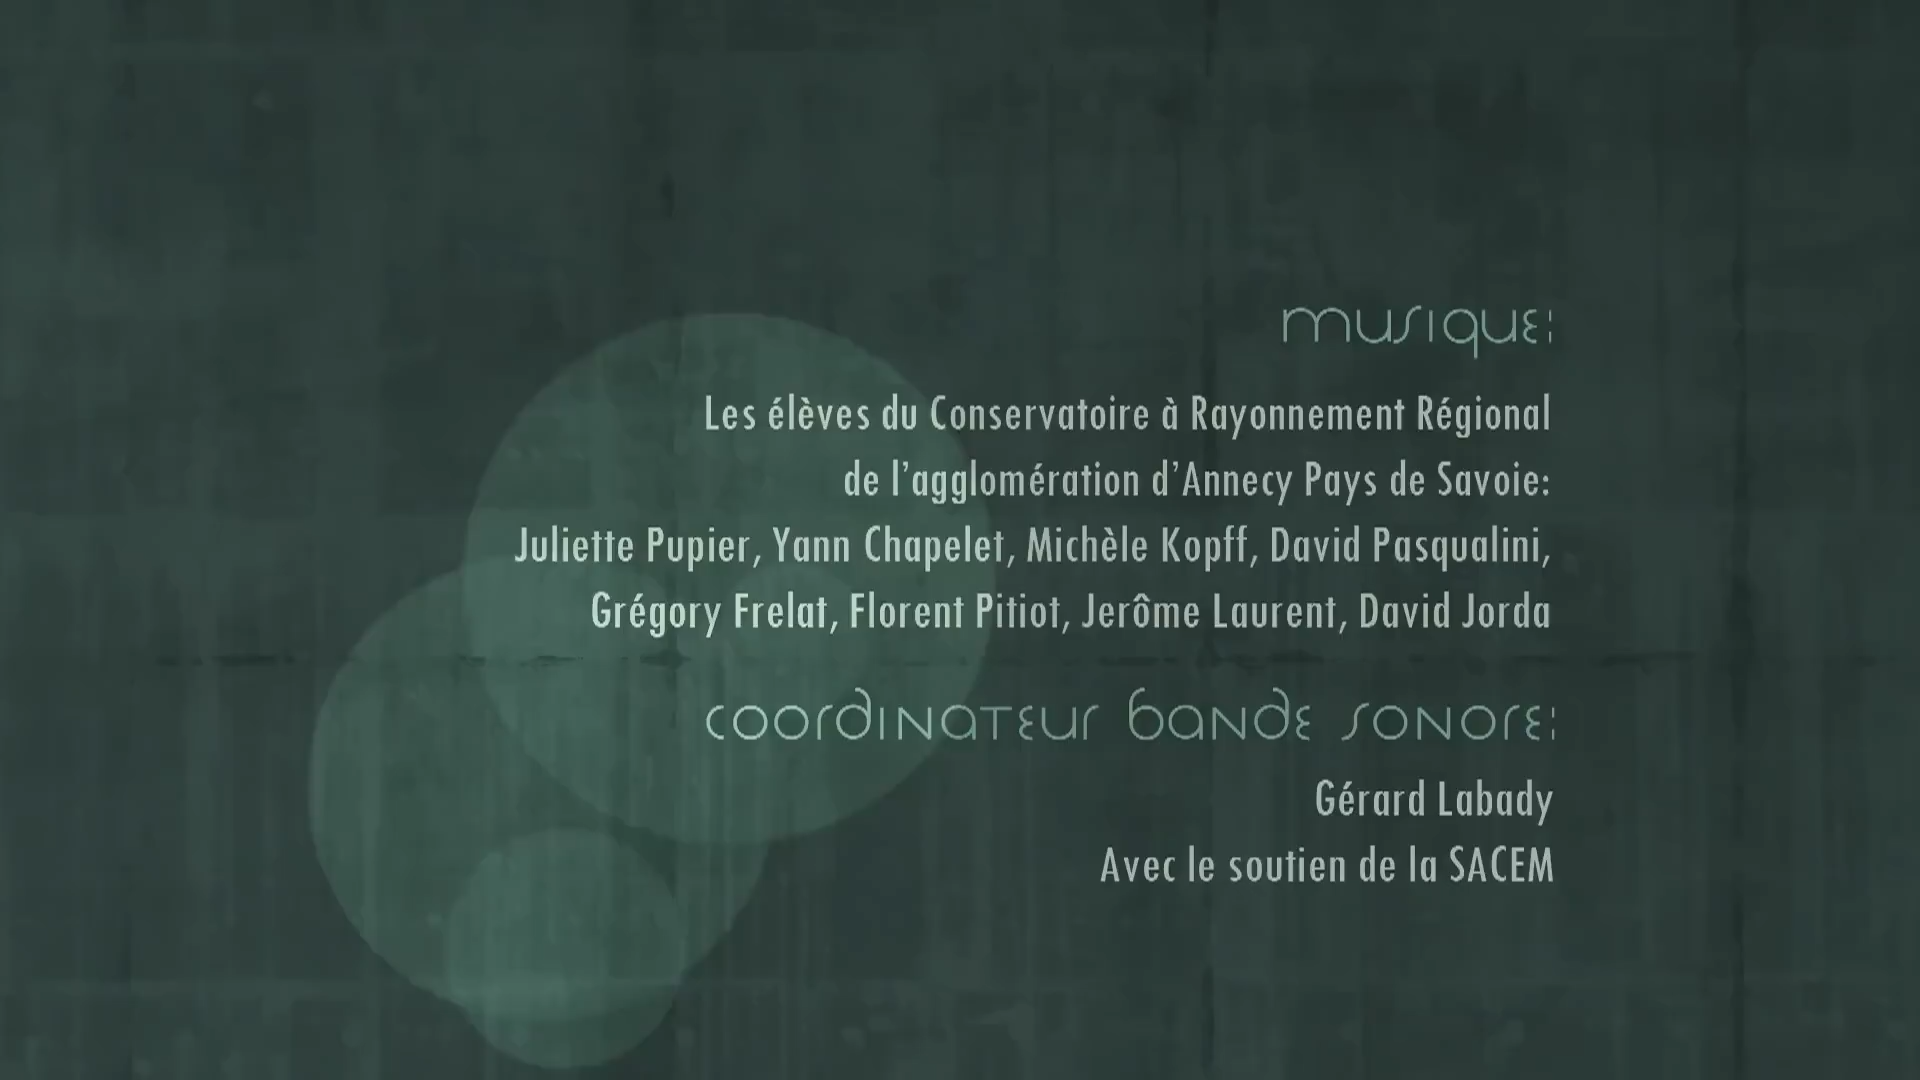 musique:
Les élèves du Conservatoire à Rayonnement Régional
de l'agglomération d'Annecy Pays de Savoie:
Juliette Pupier, Yann Chapelet, Michèle Kopff, David Pasqualini,
Grégory Frelat, Florent Pitiot, Jerôme Laurent, David Jorda
coordinateur bande sonore:
Gérard Labady
Avec le soutien de la SACEM